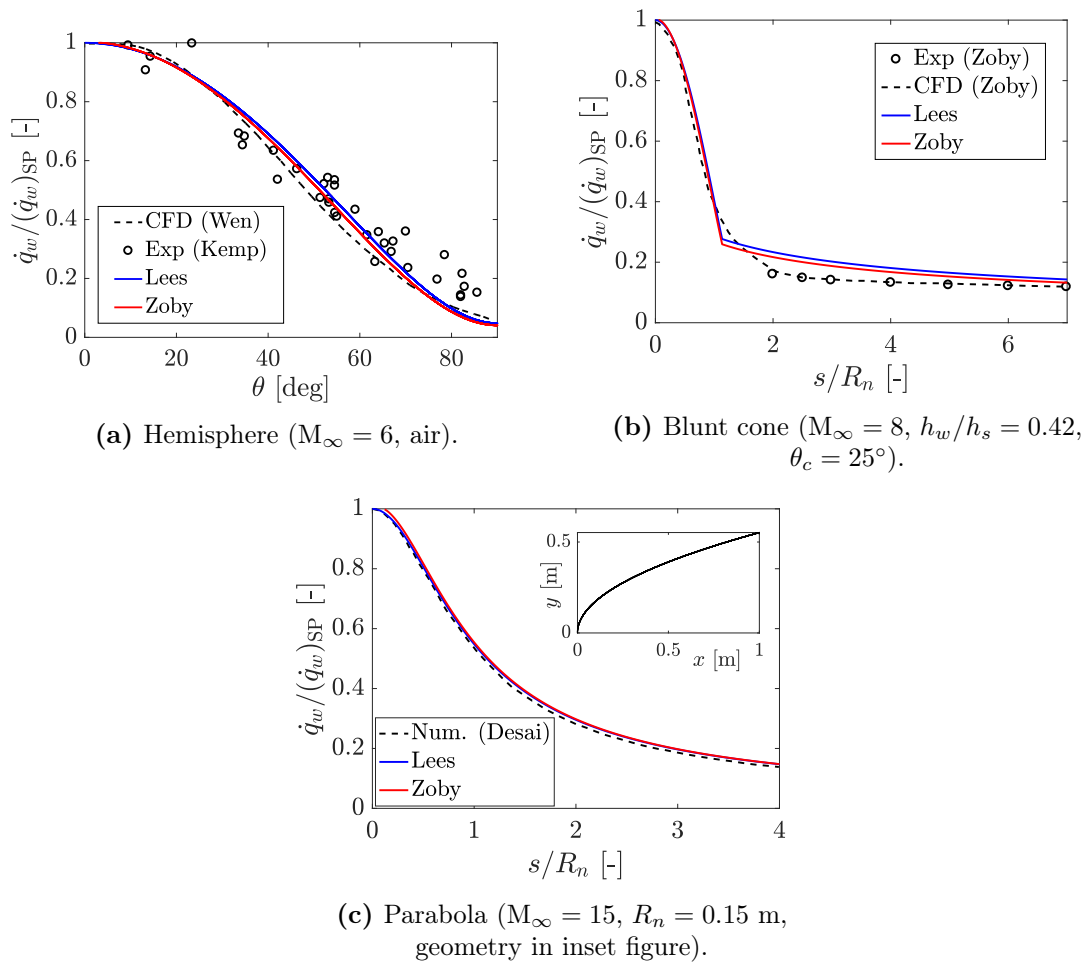 1
0.8
0.6
0.4
0.2
0
q̇w/(q̇w)SP [-]
CFD (Wen)
Exp (Kemp)
Lees
Zoby
0 20 40 60 80
θ [deg]
(a) Hemisphere (M∞ = 6, air).
1
0.8
0.6
0.4
0.2
0
q̇w/(q̇w)SP [-]
Exp (Zoby)
CFD (Zoby)
Lees
Zoby
0 2 4 6
s/Rn [-]
(b) Blunt cone (M∞ = 8, hw/hs = 0.42,
θc = 25°).
1
0.8
0.6
0.4
0.2
0
q̇w/(q̇w)SP [-]
0.5
0
y [m]
0 0.5 1
x [m]
Num. (Desai)
Lees
Zoby
0 1 2 3 4
s/Rn [-]
(c) Parabola (M∞ = 15, Rn = 0.15 m,
geometry in inset figure).